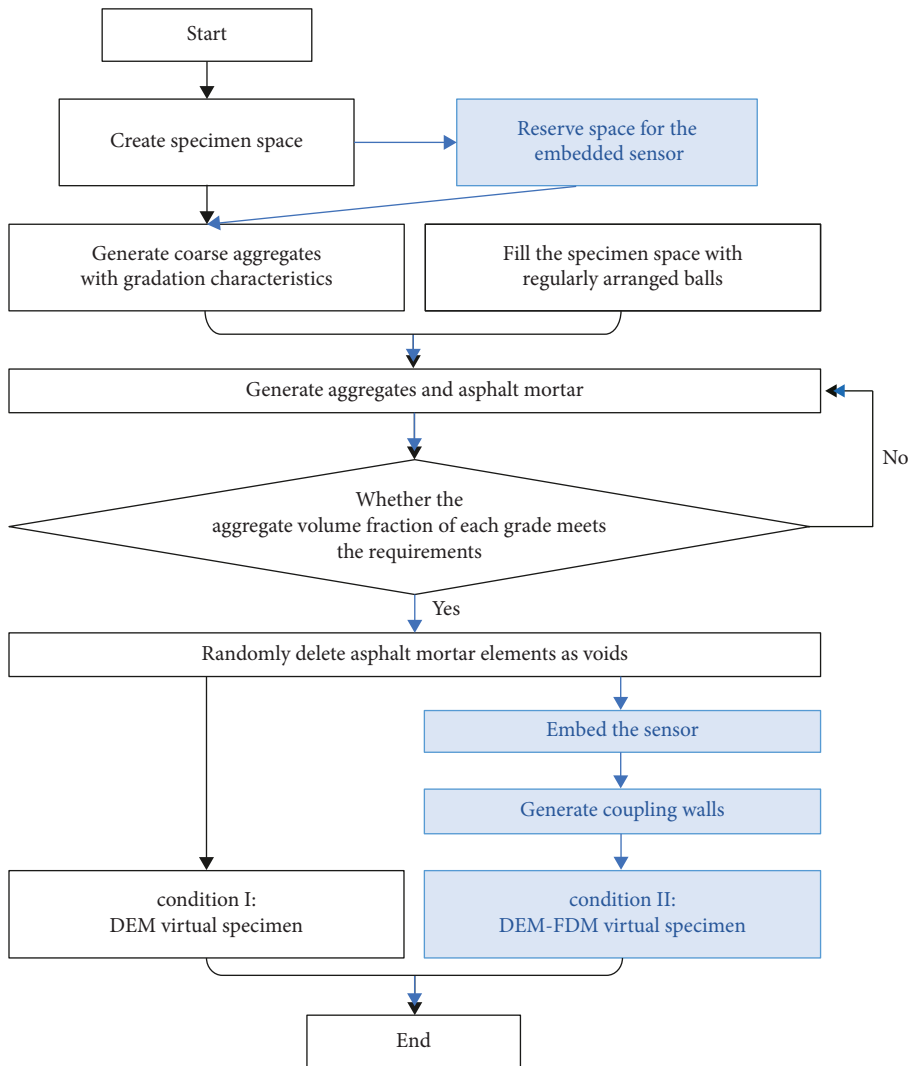 Start
Create specimen space
Reserve space for the
embedded sensor
Generate coarse aggregates
with gradation characteristics
Fill the specimen space with
regularly arranged balls
Generate aggregates and asphalt mortar
No
Whether the
aggregate volume fraction of each grade meets
the requirements
Yes
Randomly delete asphalt mortar elements as voids
Embed the sensor
Generate coupling walls
condition I:
DEM virtual specimen
condition II:
DEM-FDM virtual specimen
End